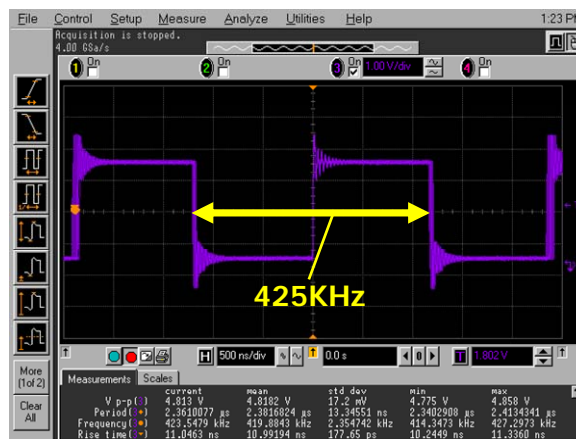 File Control Setup Measure Analyze Utilities Help 1:23 PM
Acquisition is stopped.
4.00 GSa/s
1 On 2 On 3 On 1.00 V/div 4 On
425KHz
H 500 ns/div 0.0 s 0 T 1.802 V
More
(1 of 2)
Clear
All
Measurements Scales
current mean std dev min max
V p-p(3) 4.813 V 4.8182 V 17.2 mV 4.775 V 4.858 V
Period(3) 2.3610077 µs 2.3816824 µs 13.34551 ns 2.3402908 µs 2.4134341 µs
Frequency(3) 423.5479 kHz 419.8843 kHz 2.354742 kHz 414.3473 kHz 427.2973 kHz
Rise time(3) 11.0463 ns 10.99194 ns 177.65 ps 10.2449 ns 11.3360 ns